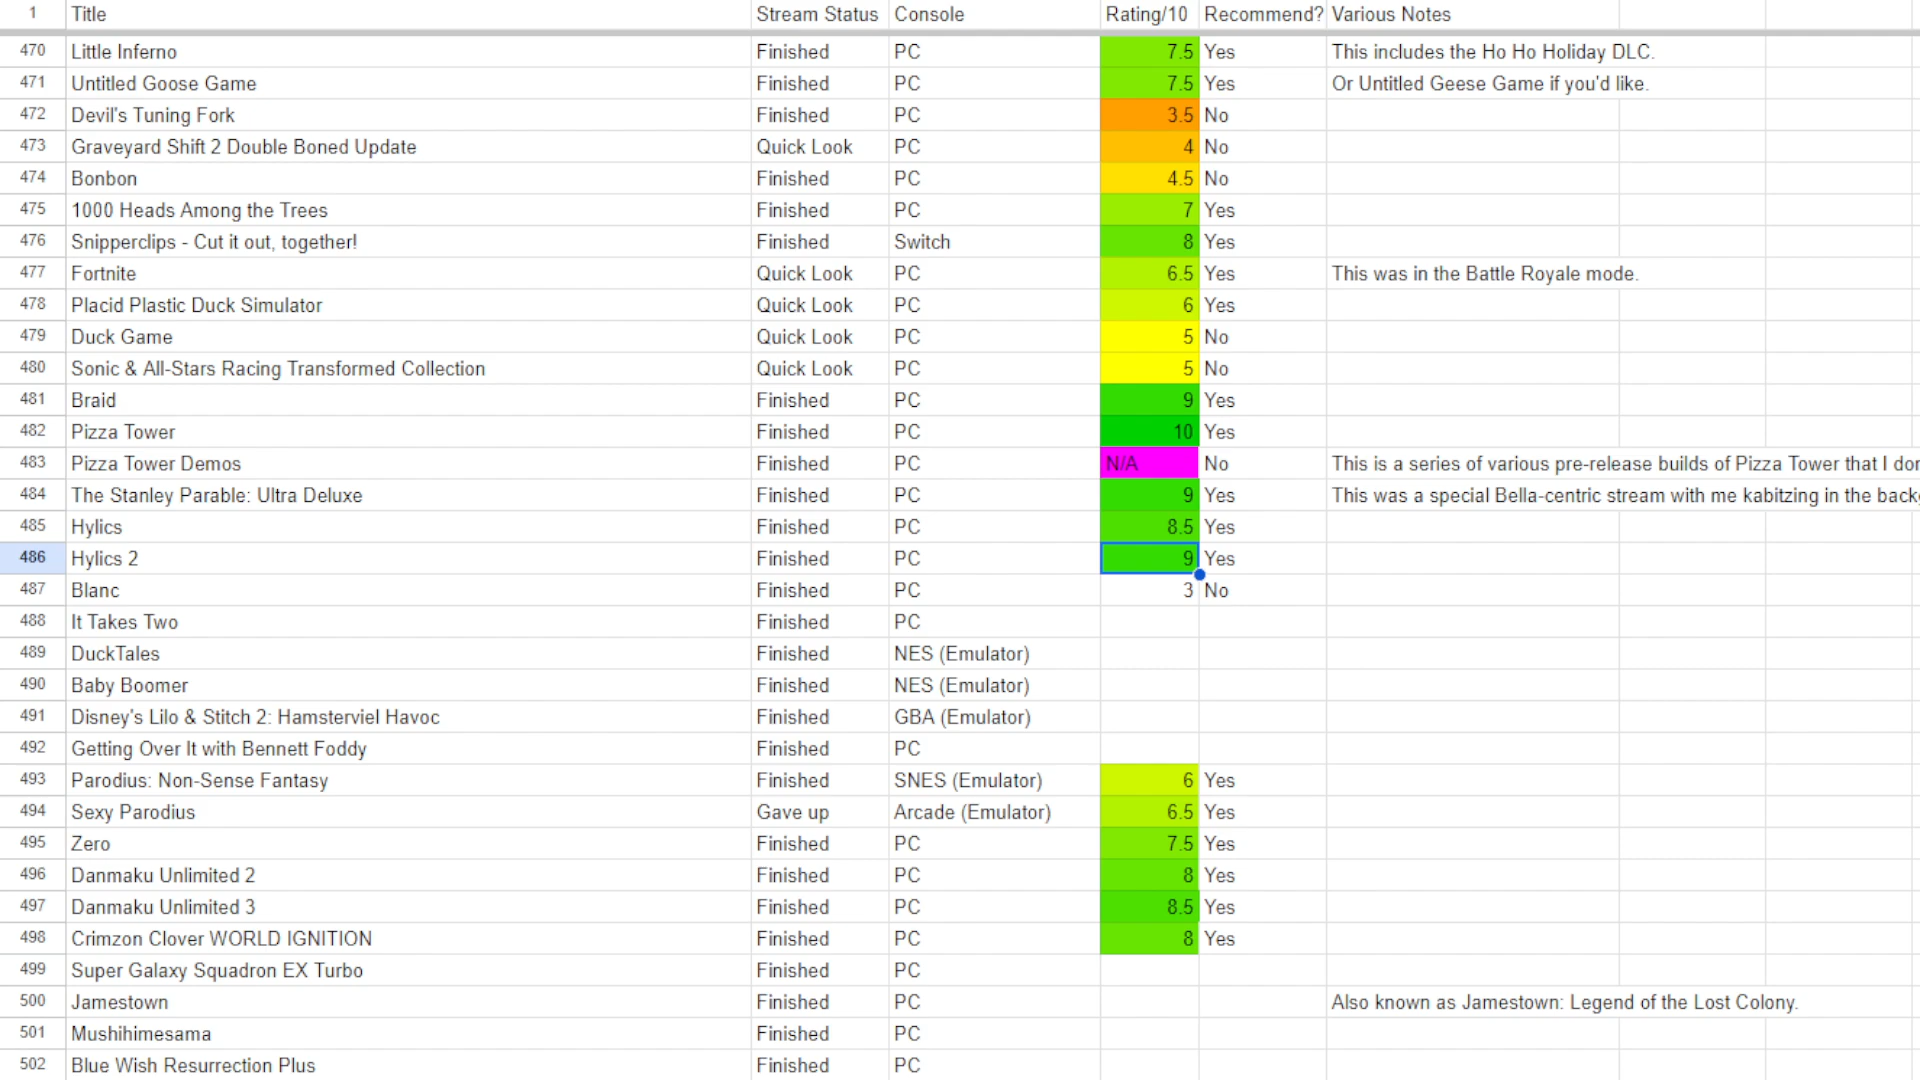 1 Title Stream Status Console Rating/10 Recommend? Various Notes
470 Little Inferno Finished PC 7.5 Yes This includes the Ho Ho Holiday DLC.
471 Untitled Goose Game Finished PC 7.5 Yes Or Untitled Geese Game if you'd like.
472 Devil's Tuning Fork Finished PC 3.5 No
473 Graveyard Shift 2 Double Boned Update Quick Look PC 4 No
474 Bonbon Finished PC 4.5 No
475 1000 Heads Among the Trees Finished PC 7 Yes
476 Snipperclips - Cut it out, together! Finished Switch 8 Yes
477 Fortnite Quick Look PC 6.5 Yes This was in the Battle Royale mode.
478 Placid Plastic Duck Simulator Quick Look PC 6 Yes
479 Duck Game Quick Look PC 5 No
480 Sonic & All-Stars Racing Transformed Collection Quick Look PC 5 No
481 Braid Finished PC 9 Yes
482 Pizza Tower Finished PC 10 Yes
483 Pizza Tower Demos Finished PC N/A No This is a series of various pre-release builds of Pizza Tower that I
484 The Stanley Parable: Ultra Deluxe Finished PC 9 Yes This was a special Bella-centric stream with me kabitzing in the
485 Hylics Finished PC 8.5 Yes
486 Hylics 2 Finished PC 9 Yes
487 Blanc Finished PC 3 No
488 It Takes Two Finished PC
489 DuckTales Finished NES (Emulator)
490 Baby Boomer Finished NES (Emulator)
491 Disney's Lilo & Stitch 2: Hamsterviel Havoc Finished GBA (Emulator)
492 Getting Over It with Bennett Foddy Finished PC
493 Parodius: Non-Sense Fantasy Finished SNES (Emulator) 6 Yes
494 Sexy Parodius Gave up Arcade (Emulator) 6.5 Yes
495 Zero Finished PC 7.5 Yes
496 Danmaku Unlimited 2 Finished PC 8 Yes
497 Danmaku Unlimited 3 Finished PC 8.5 Yes
498 Crimzon Clover WORLD IGNITION Finished PC 8 Yes
499 Super Galaxy Squadron EX Turbo Finished PC
500 Jamestown Finished PC Also known as Jamestown: Legend of the Lost Colony.
501 Mushihimesama Finished PC
502 Blue Wish Resurrection Plus Finished PC